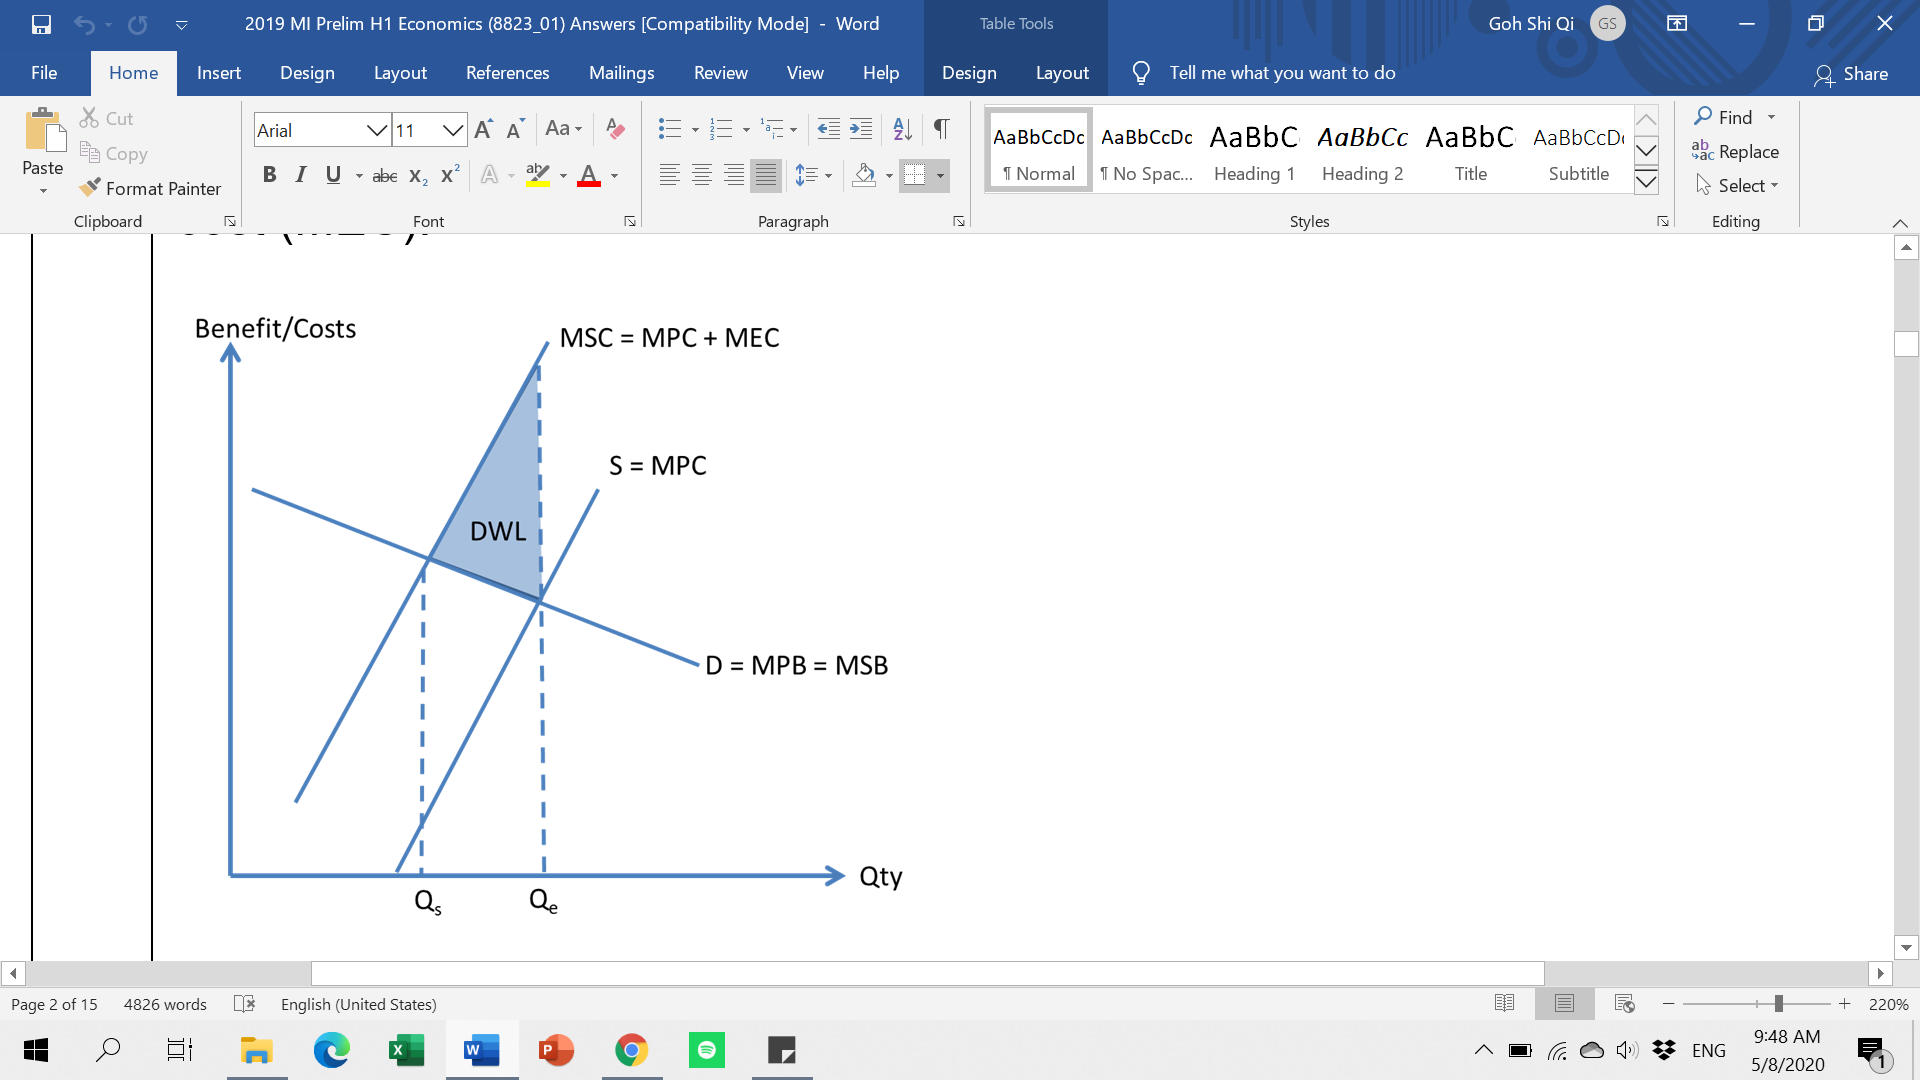 2019 MI Prelim H1 Economics (8823_01) Answers [Compatibility Mode] - Word
Table Tools
Goh Shi Qi
GS
File
Home
Insert
Design
Layout
References
Mailings
Review
View
Help
Design
Layout
Tell me what you want to do
Share
Paste
Cut
Copy
Format Painter
Clipboard
Arial
11
Font
Paragraph
AaBbCcDc
¶ Normal
AaBbCcDc
¶ No Spac...
AaBbC
Heading 1
AaBbCc
Heading 2
AaBbC
Title
AaBbCcD
Subtitle
Styles
Find
Replace
Select
Editing
Benefit/Costs
MSC = MPC + MEC
S = MPC
DWL
D = MPB = MSB
Qty
Qs
Qe
Page 2 of 15
4826 words
English (United States)
220%
ENG
9:48 AM
5/8/2020
1